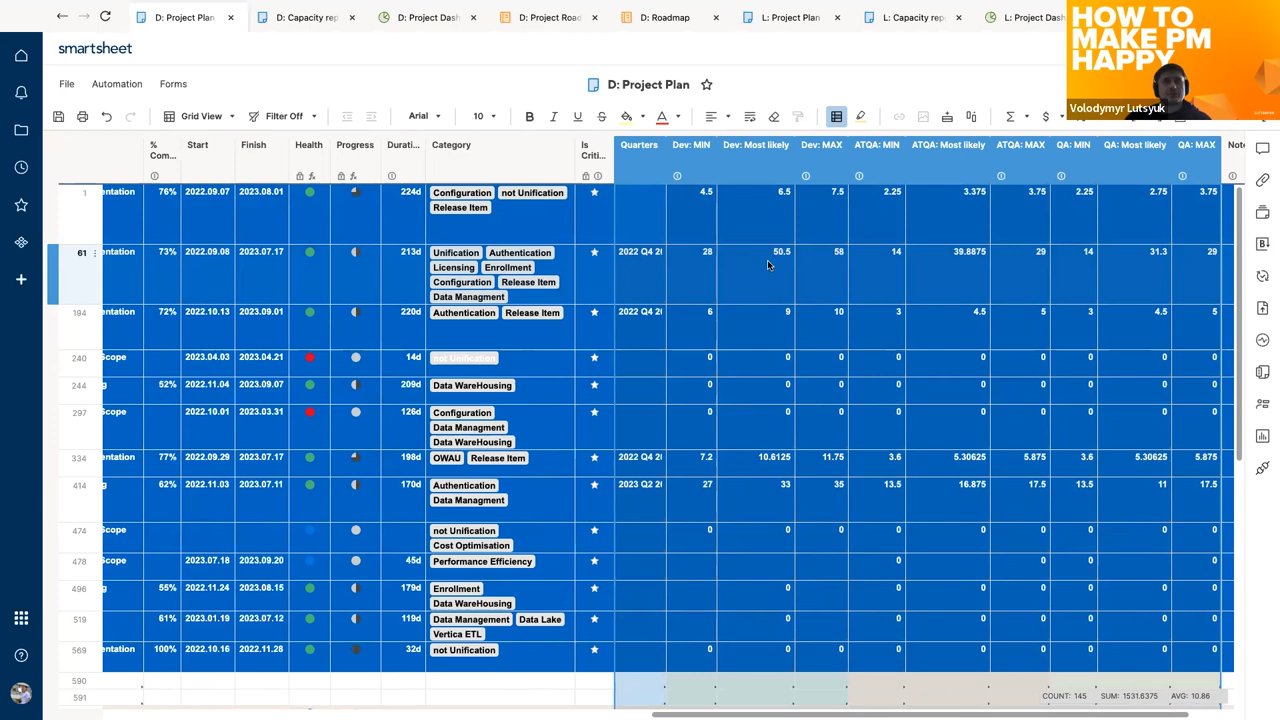 D: Project Plan
D: Capacity rep
D: Project Dash
D: Project Roa
D: Roadmap
L: Project Plan
L: Capacity rep
L: Project Dash
HOW TO
MAKE PM
HAPPY
Volodymyr Lutsyuk
smartsheet
File Automation Forms
D: Project Plan
Grid View Filter Off Arial 10 B I U S A
% Com... Start Finish Health Progress Durati... Category Is Criti... Quarters Dev: MIN Dev: Most likely Dev: MAX ATQA: MIN ATQA: Most likely ATQA: MAX QA: MIN QA: Most likely QA: MAX Note
1 entation 76% 2022.09.07 2023.08.01 224d Configuration not Unification 4.5 6.5 7.5 2.25 3.375 3.75 2.25 2.75 3.75
Release Item
61 entation 73% 2022.09.08 2023.07.17 213d Unification Authentication 2022 Q4 28 50.5 58 14 39.8875 29 14 31.3 29
Licensing Enrollment
Configuration Release Item
Data Managment
194 entation 72% 2022.10.13 2023.09.01 220d Authentication Release Item 2022 Q4 6 9 10 3 4.5 5 3 4.5 5
240 Scope 2023.04.03 2023.04.21 14d not Unification 0 0 0 0 0 0 0 0 0
244 g 52% 2022.11.04 2023.09.07 209d Data WareHousing 0 0 0 0 0 0 0 0 0
297 Scope 2022.10.01 2023.03.31 126d Configuration 0 0 0 0 0 0 0 0 0
Data Managment
Data WareHousing
334 entation 77% 2022.09.29 2023.07.17 198d OWAU Release Item 2022 Q4 7.2 10.6125 11.75 3.6 5.30625 5.875 3.6 5.30625 5.875
414 g 62% 2022.11.03 2023.07.11 170d Authentication 2023 Q2 27 33 35 13.5 16.875 17.5 13.5 11 17.5
Data Managment
474 Scope not Unification 0 0 0 0 0 0 0 0 0
Cost Optimisation
478 Scope 2023.07.18 2023.09.20 45d Performance Efficiency 0 0 0 0
496 g 55% 2022.11.24 2023.08.15 179d Enrollment 0 0 0 0 0
Data WareHousing
519 61% 2023.01.19 2023.07.12 119d Data Management Data Lake 0 0 0 0 0
Vertica ETL
569 entation 100% 2022.10.16 2022.11.28 32d not Unification 0 0 0 0 0
590
591
COUNT: 145 SUM: 1531.6375 AVG: 10.86